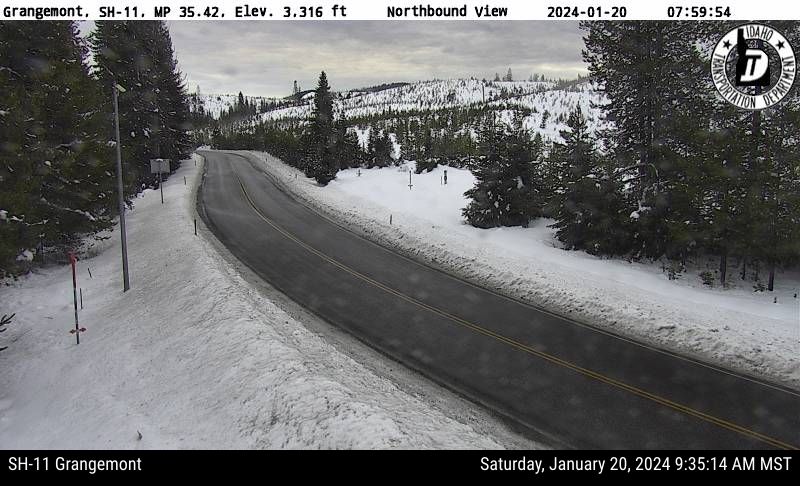 Grangemont, SH-11, MP 35.42, Elev. 3,316 ft Northbound View 2024-01-20 07:59:54
IDAHO
TRANSPORTATION DEPARTMENT
SH-11 Grangemont Saturday, January 20, 2024 9:35:14 AM MST